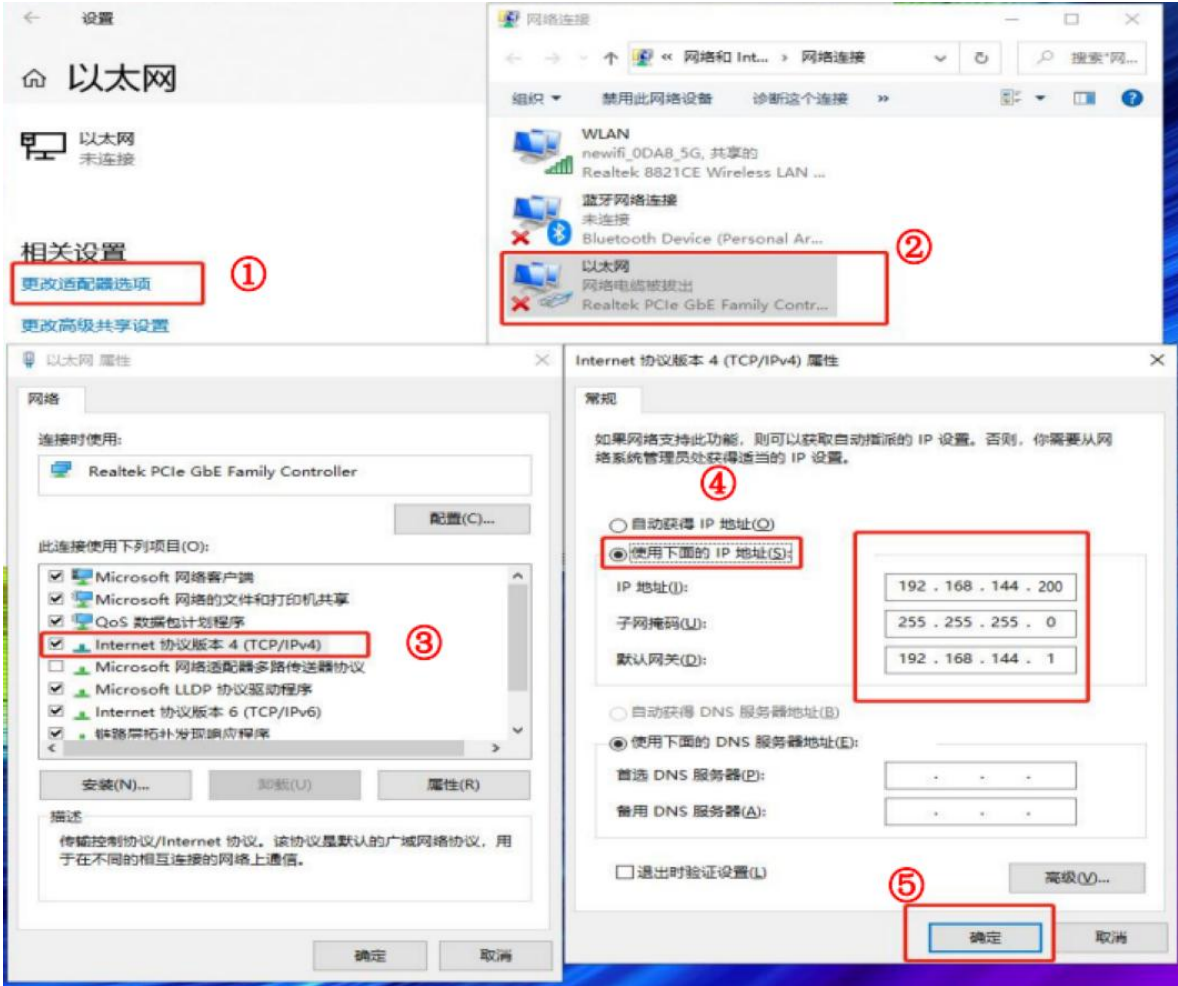 设置
以太网
以太网
未连接
相关设置
更改适配器选项
①
更改高级共享设置
网络连接
« 网络和 Int... › 网络连接
搜索"网...
组织
禁用此网络设备
诊断这个连接
»
WLAN
newifi_0DA8_5G, 共享的
Realtek 8821CE Wireless LAN ...
蓝牙网络连接
未连接
Bluetooth Device (Personal Ar...
②
以太网
网络电缆被拔出
Realtek PCIe GbE Family Contr...
以太网 属性
网络
连接时使用:
Realtek PCIe GbE Family Controller
配置(C)...
此连接使用下列项目(O):
Microsoft 网络客户端
Microsoft 网络的文件和打印机共享
QoS 数据包计划程序
Internet 协议版本 4 (TCP/IPv4)
③
Microsoft 网络适配器多路传送器协议
Microsoft LLDP 协议驱动程序
Internet 协议版本 6 (TCP/IPv6)
链路层拓扑发现响应程序
安装(N)...
卸载(U)
属性(R)
描述
传输控制协议/Internet 协议。该协议是默认的广域网络协议，用
于在不同的相互连接的网络上通信。
确定
取消
Internet 协议版本 4 (TCP/IPv4) 属性
常规
如果网络支持此功能，则可以获取自动指派的 IP 设置。否则，你需要从网
络系统管理员处获得适当的 IP 设置。
④
自动获得 IP 地址(O)
使用下面的 IP 地址(S):
IP 地址(I):
192 . 168 . 144 . 200
子网掩码(U):
255 . 255 . 255 . 0
默认网关(D):
192 . 168 . 144 . 1
自动获得 DNS 服务器地址(B)
使用下面的 DNS 服务器地址(E):
首选 DNS 服务器(P):
. . .
备用 DNS 服务器(A):
. . .
退出时验证设置(L)
高级(V)...
⑤
确定
取消